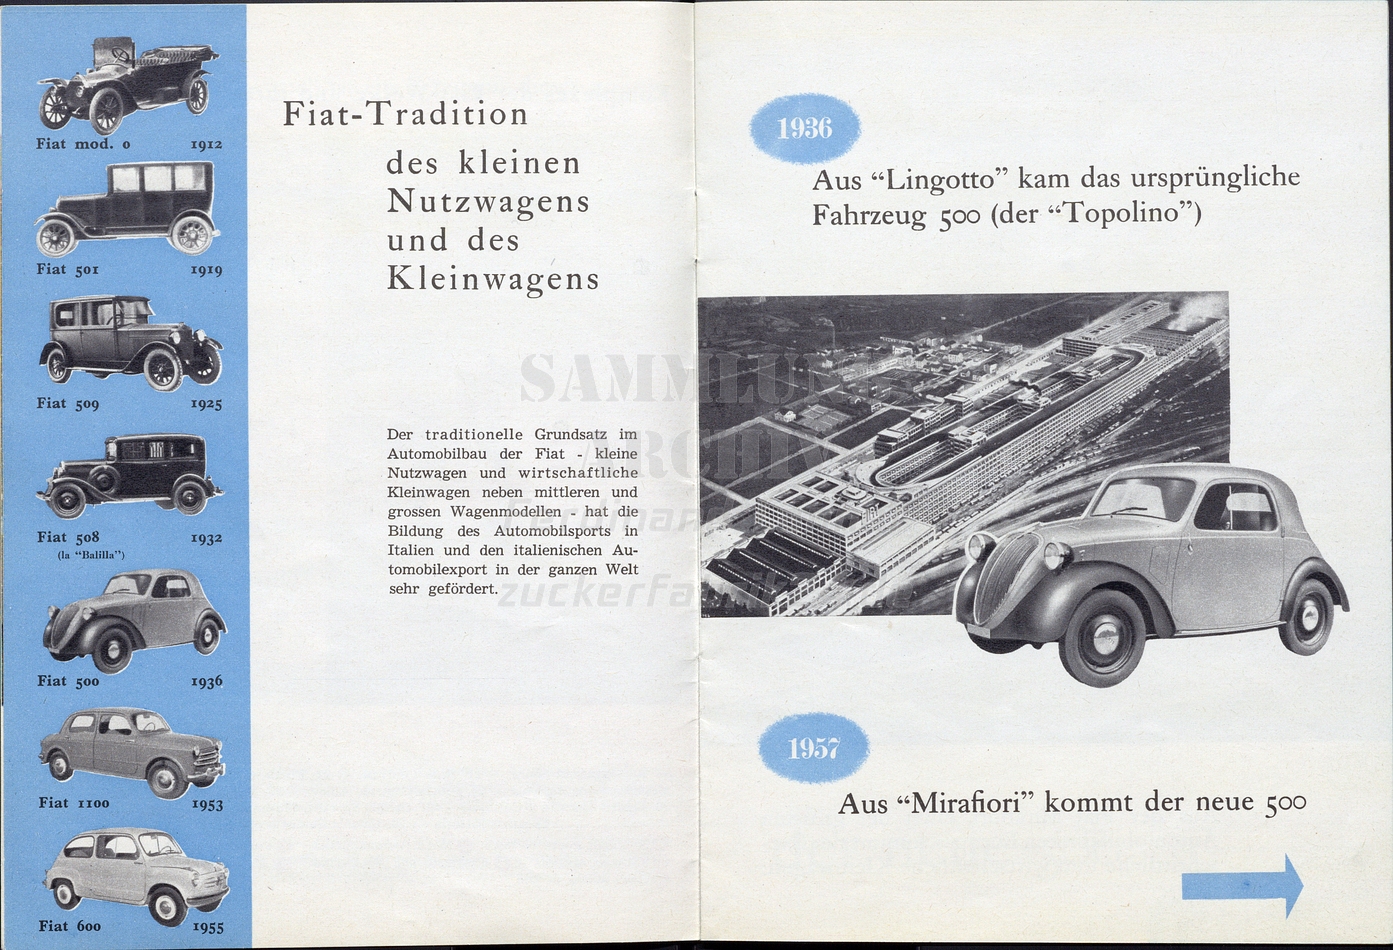 Fiat mod. 0 1912
Fiat 501 1919
Fiat 509 1925
Fiat 508 1932
(la “Balilla”)
Fiat 500 1936
Fiat 1100 1953
Fiat 600 1955
Fiat-Tradition
des kleinen
Nutzwagens
und des
Kleinwagens
Der traditionelle Grundsatz im
Automobilbau der Fiat - kleine
Nutzwagen und wirtschaftliche
Kleinwagen neben mittleren und
grossen Wagenmodellen - hat die
Bildung des Automobilsports in
Italien und den italienischen Au-
tomobilexport in der ganzen Welt
sehr gefördert.
1936
Aus “Lingotto” kam das ursprüngliche
Fahrzeug 500 (der “Topolino”)
1957
Aus “Mirafiori” kommt der neue 500